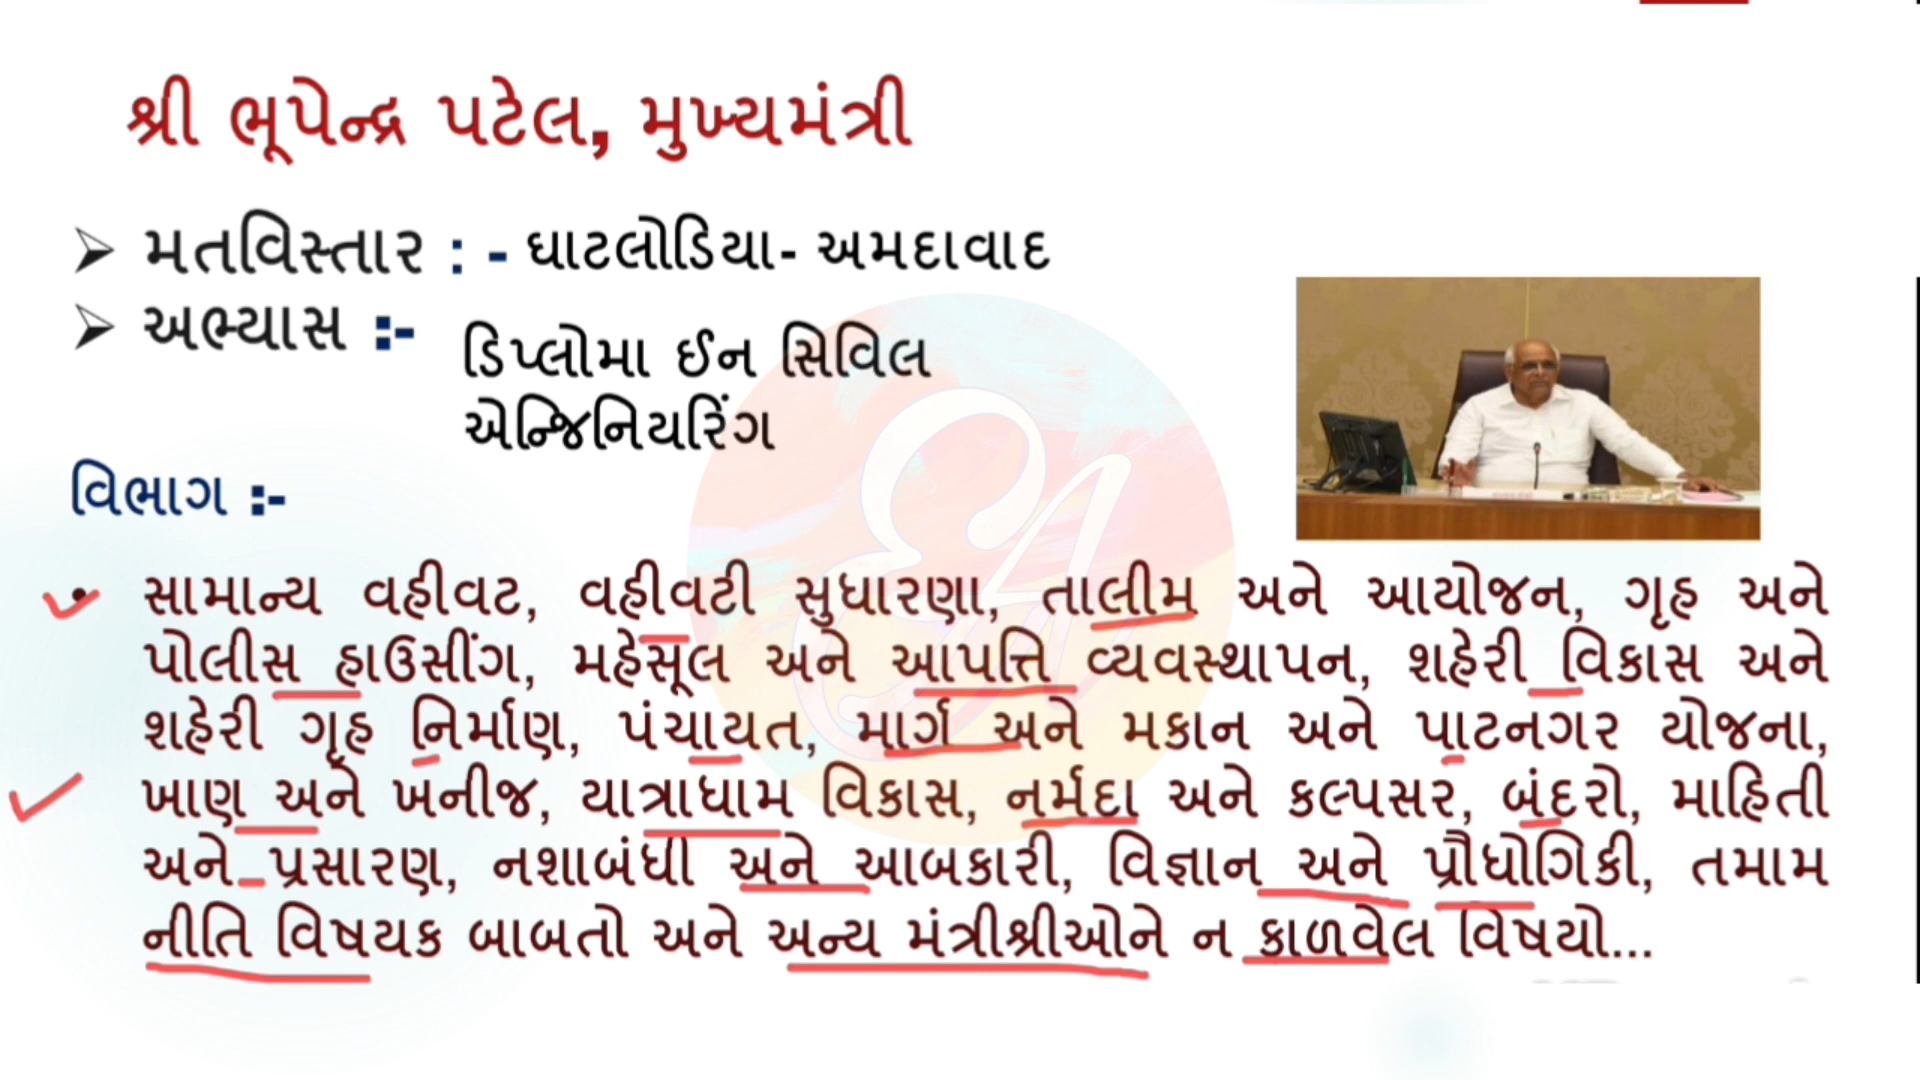 શ્રી ભૂપેન્દ્ર પટેલ, મુખ્યમંત્રી
➢ મતવિસ્તાર : - ઘાટલોડિયા- અમદાવાદ
➢ અભ્યાસ :- ડિપ્લોમા ઈન સિવિલ
એન્જિનિયરિંગ
વિભાગ :-
• સામાન્ય વહીવટ, વહીવટી સુધારણા, તાલીમ અને આયોજન, ગૃહ અને
પોલીસ હાઉસીંગ, મહેસૂલ અને આપત્તિ વ્યવસ્થાપન, શહેરી વિકાસ અને
શહેરી ગૃહ નિર્માણ, પંચાયત, માર્ગ અને મકાન અને પાટનગર યોજના,
ખાણ અને ખનીજ, યાત્રાધામ વિકાસ, નર્મદા અને કલ્પસર, બંદરો, માહિતી
અને પ્રસારણ, નશાબંધી અને આબકારી, વિજ્ઞાન અને પ્રૌધોગિકી, તમામ
નીતિ વિષયક બાબતો અને અન્ય મંત્રીશ્રીઓને ન કાળવેલ વિષયો...
EA